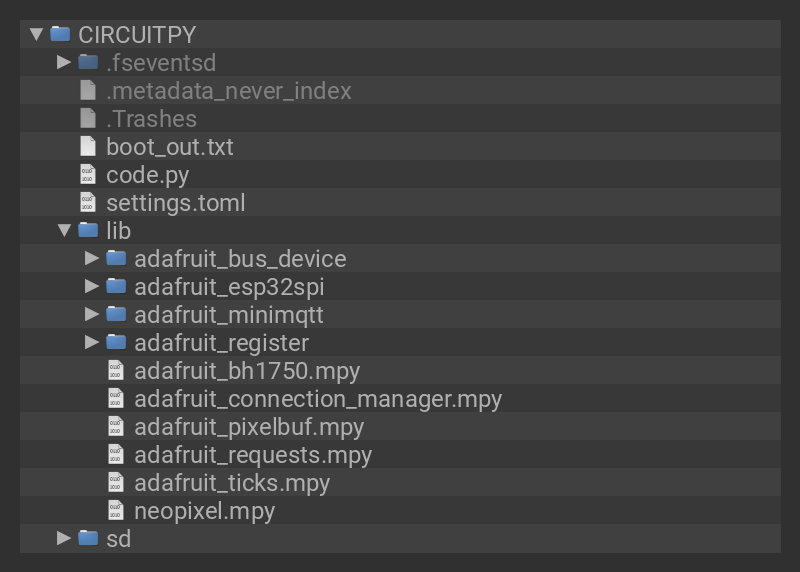 CIRCUITPY
.fseventsd
.metadata_never_index
.Trashes
boot_out.txt
code.py
settings.toml
lib
adafruit_bus_device
adafruit_esp32spi
adafruit_minimqtt
adafruit_register
adafruit_bh1750.mpy
adafruit_connection_manager.mpy
adafruit_pixelbuf.mpy
adafruit_requests.mpy
adafruit_ticks.mpy
neopixel.mpy
sd